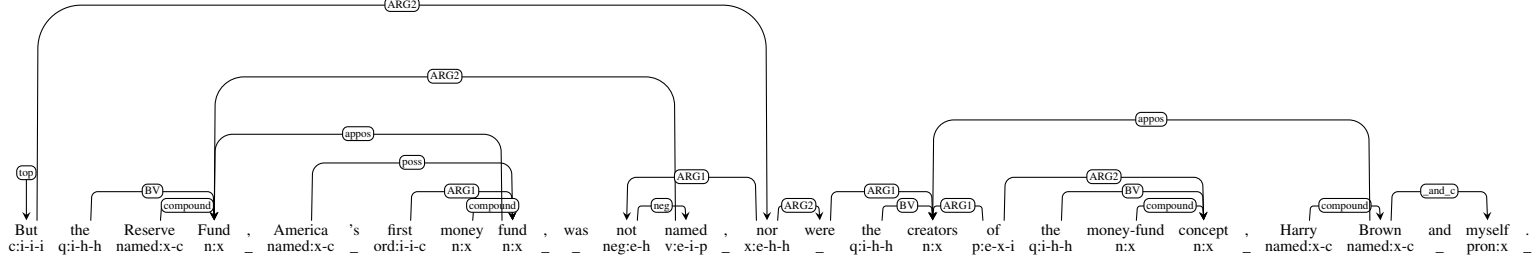 ARG2
ARG2
appos
appos
poss
top
ARG1
ARG2
BV
ARG1
ARG1
BV
_and_c
compound
compound
neg
ARG2
BV
ARG1
compound
compound
But the Reserve Fund , America 's first money fund , was not named , nor were the creators of the money-fund concept , Harry Brown and myself .
c:i-i-i q:i-h-h named:x-c n:x _ named:x-c _ ord:i-i-c n:x n:x _ _ neg:e-h v:e-i-p _ x:e-h-h _ q:i-h-h n:x p:e-x-i q:i-h-h n:x n:x _ named:x-c named:x-c _ pron:x _